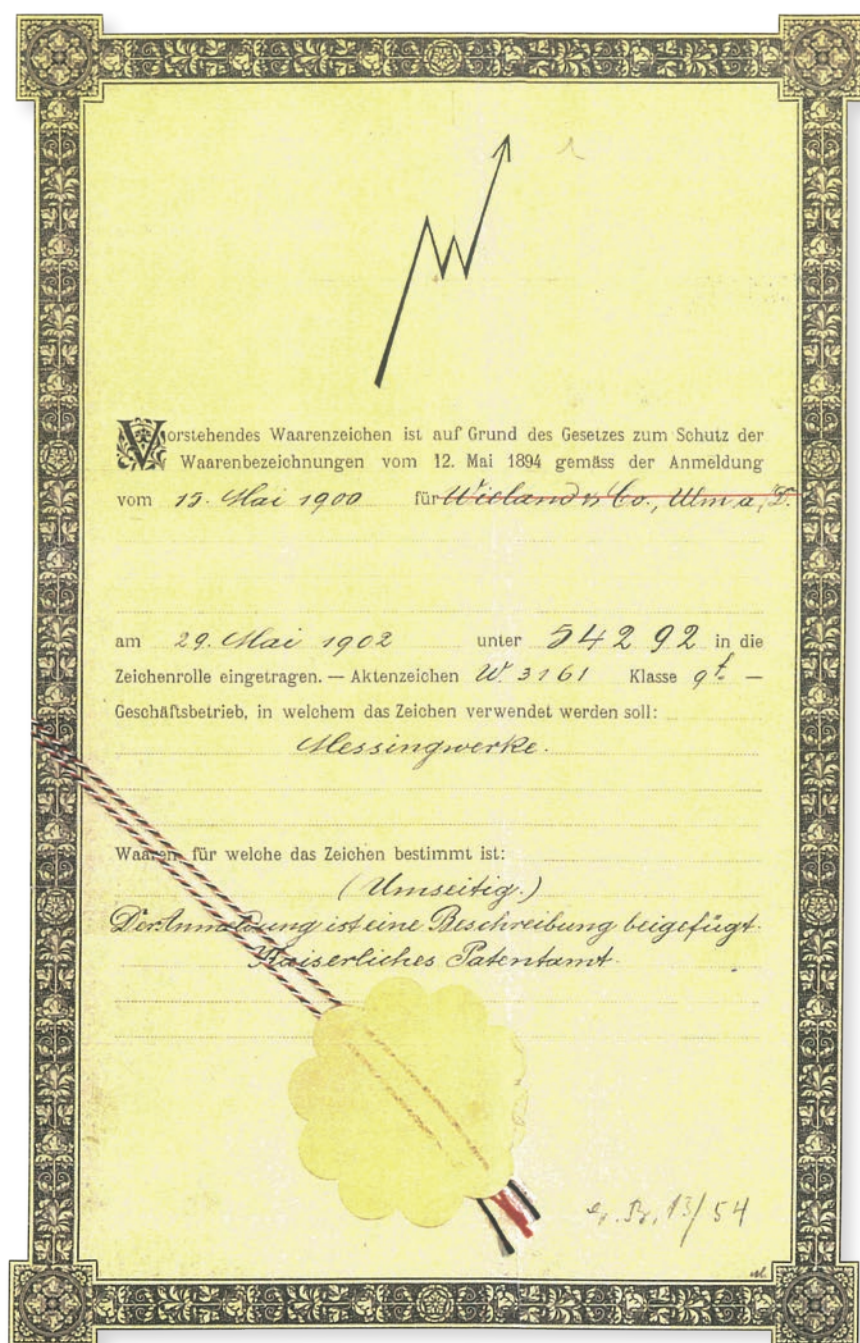 Vorstehendes Waarenzeichen ist auf Grund des Gesetzes zum Schutz der
Waarenbezeichnungen vom 12. Mai 1894 gemäss der Anmeldung
vom 15. Mai 1900 für Wieland & Co., Ulm a, D.
am 29. Mai 1902 unter 54292 in die
Zeichenrolle eingetragen. — Aktenzeichen W. 3161 Klasse 9f —
Geschäftsbetrieb, in welchem das Zeichen verwendet werden soll:
Messingwerke.
Waaren, für welche das Zeichen bestimmt ist:
(Umseitig.)
Der Anmeldung ist eine Beschreibung beigefügt.
Kaiserliches Patentamt.
13/54